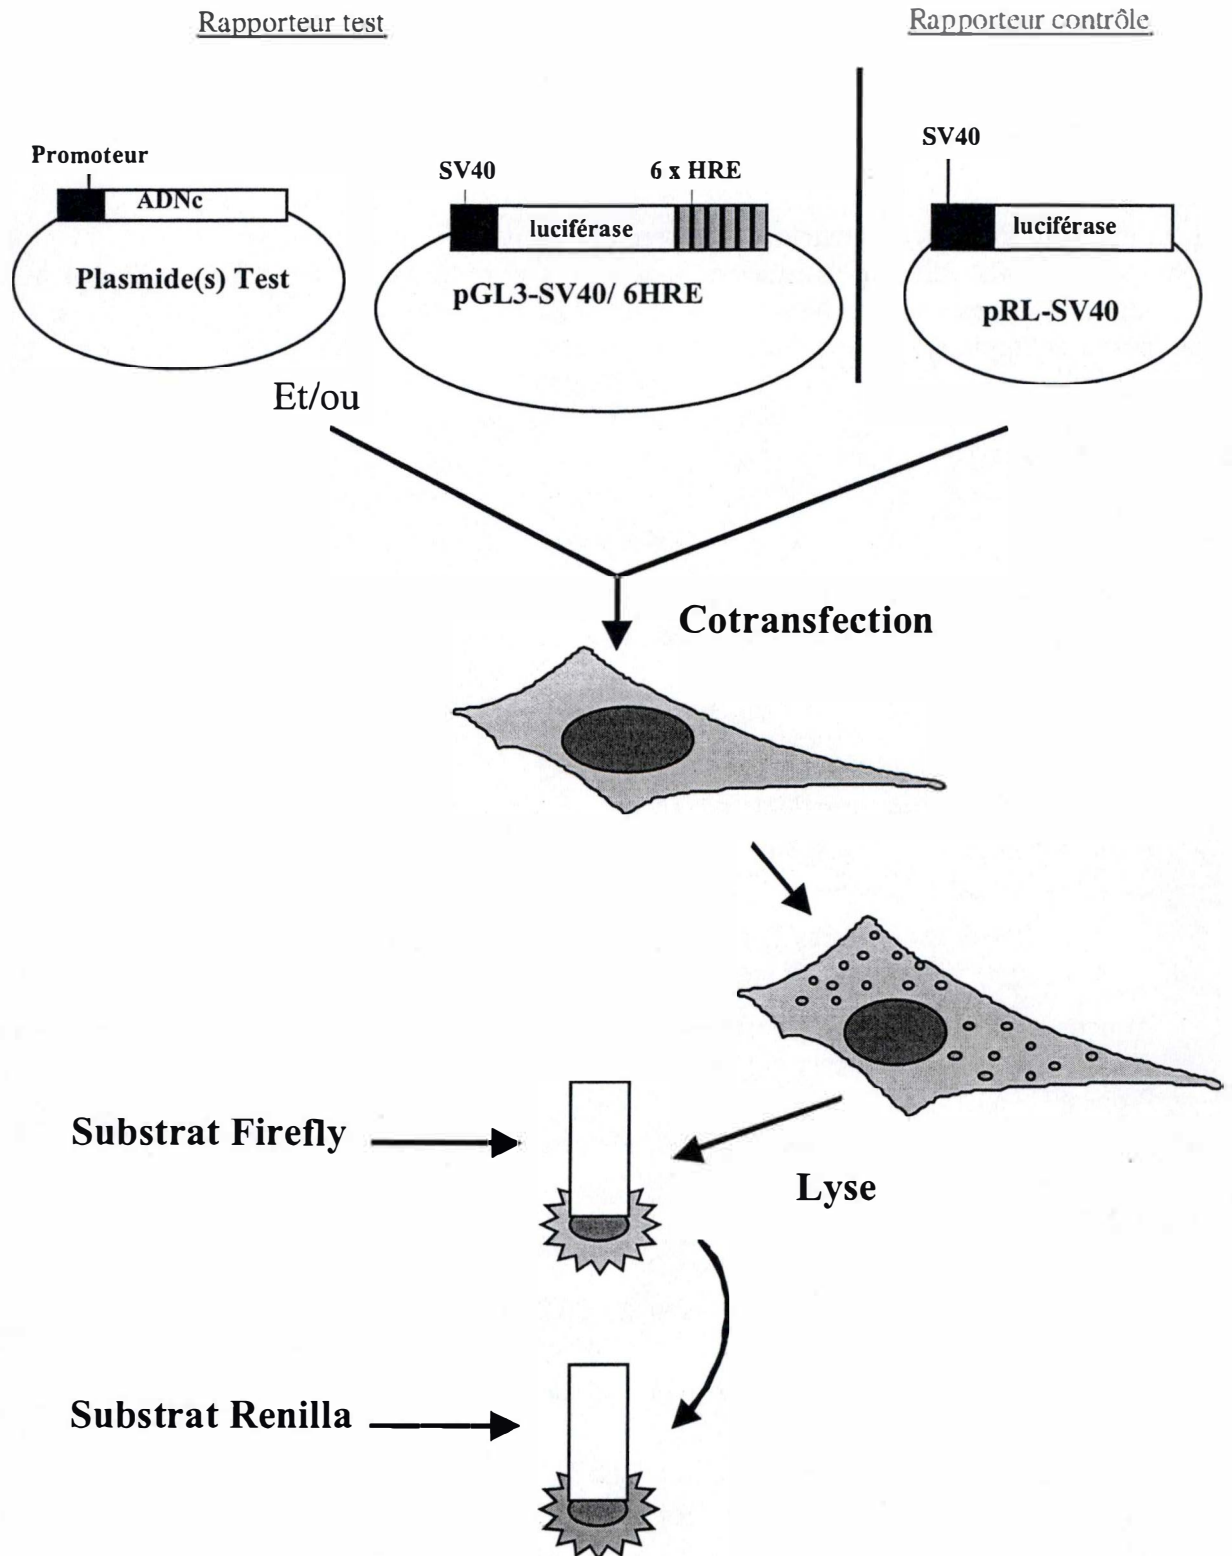 Rapporteur test
Rapporteur contrôle
Promoteur
ADNc
Plasmide(s) Test
SV40
6 x HRE
luciférase
pGL3-SV40/ 6HRE
SV40
luciférase
pRL-SV40
Et/ou
Cotransfection
Substrat Firefly
Lyse
Substrat Renilla